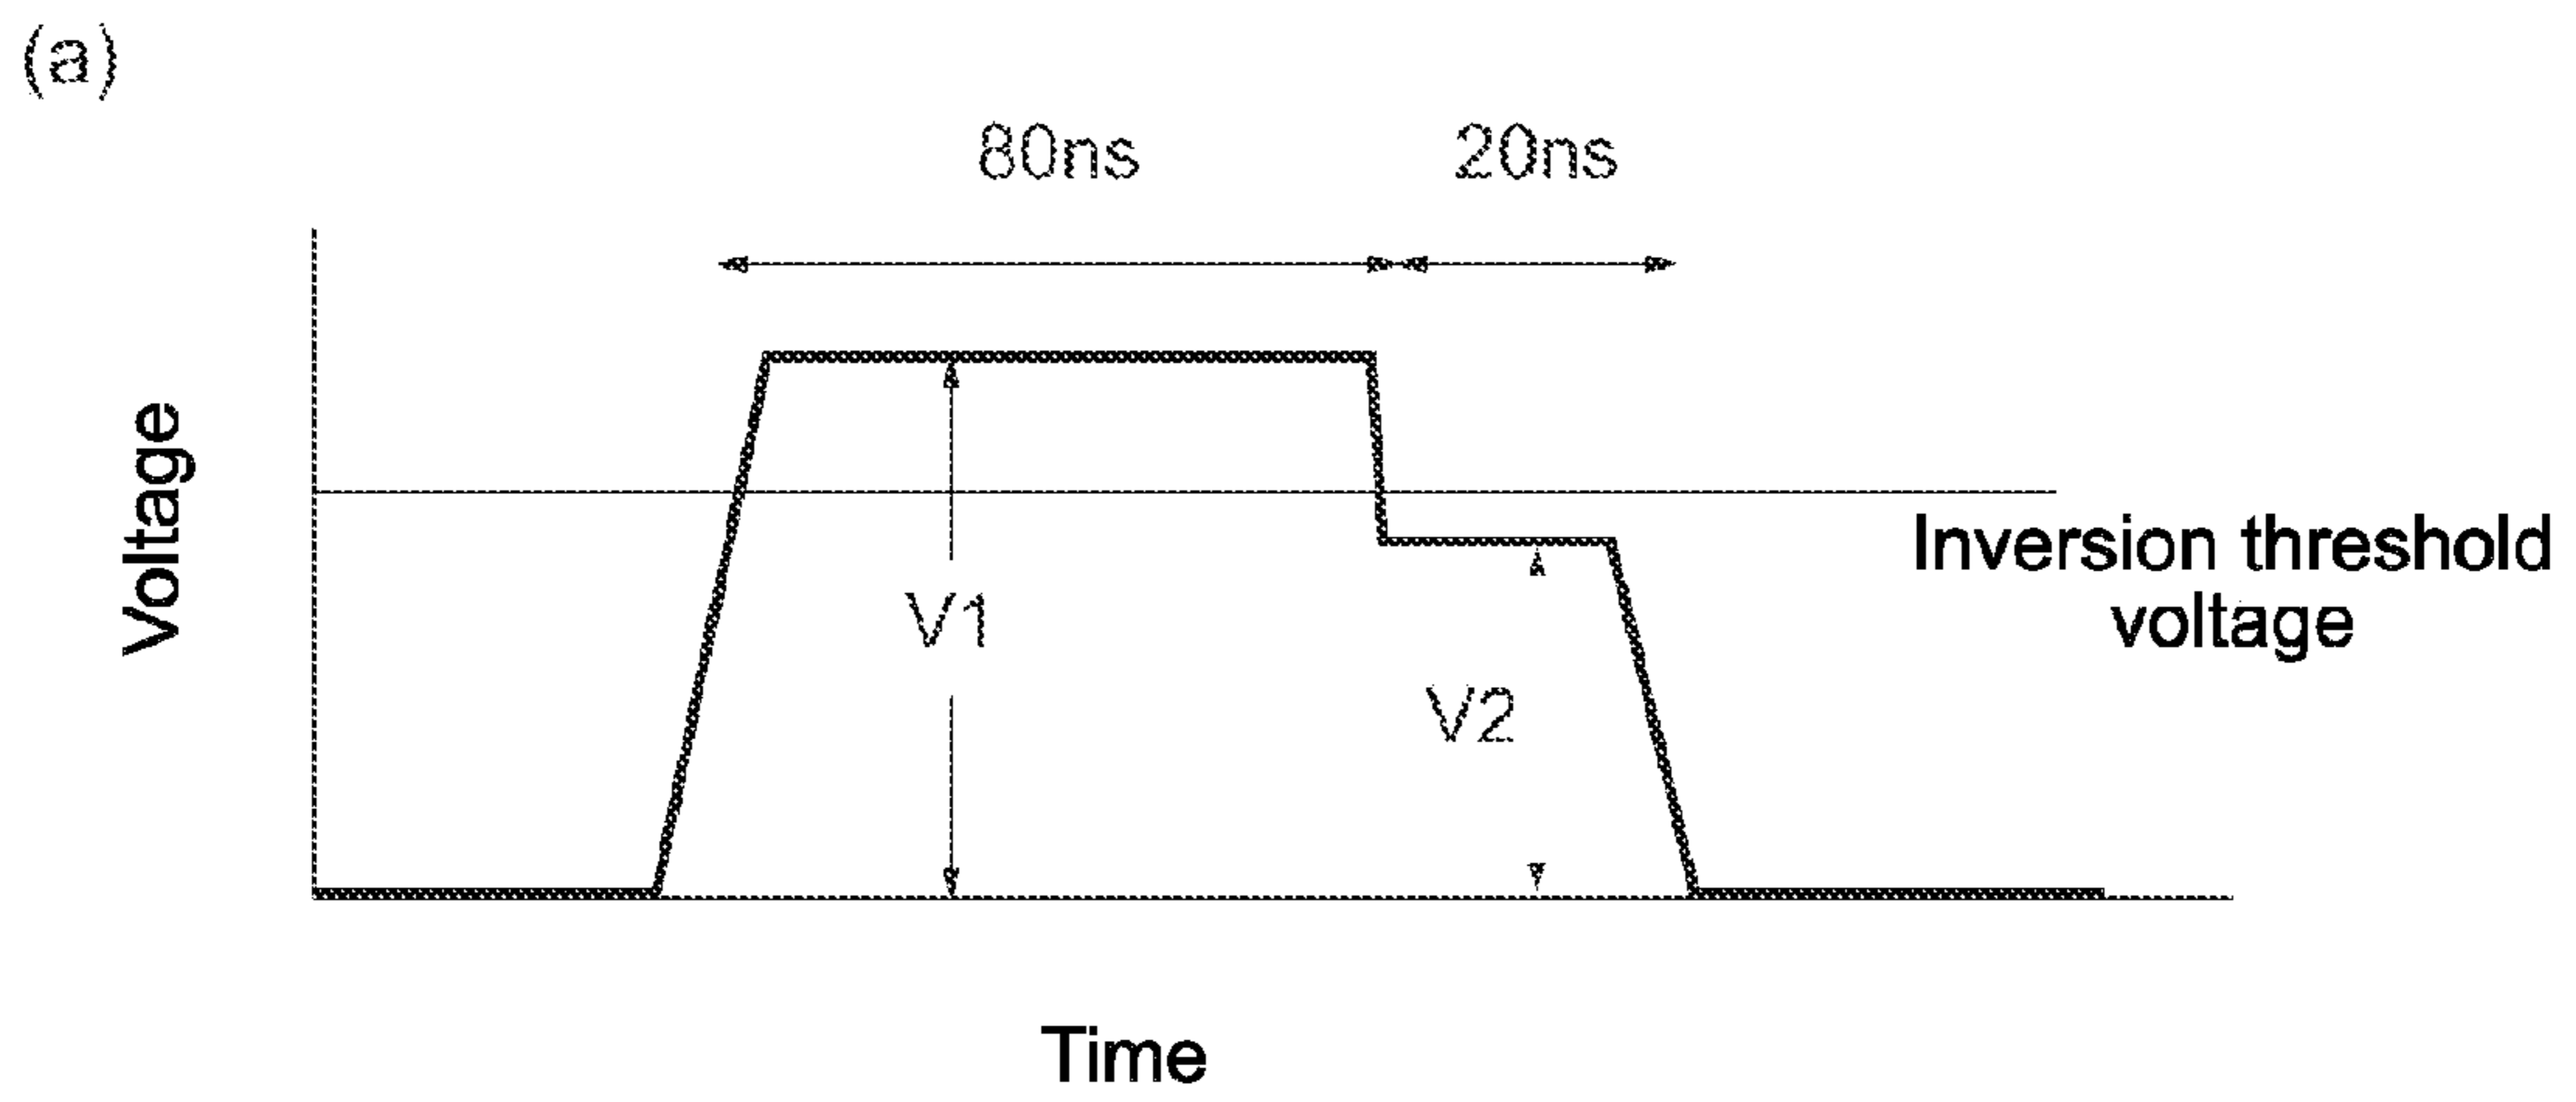 (a)
80ns
20ns
Voltage
V1
V2
Inversion threshold
voltage
Time